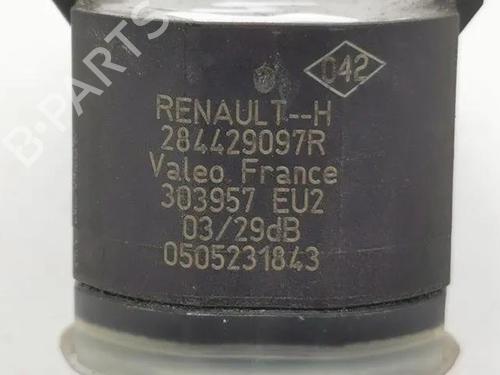 042
RENAULT--H
284429097R
Valeo France
303957 EU2
03/29dB
0505231843
B-PARTS